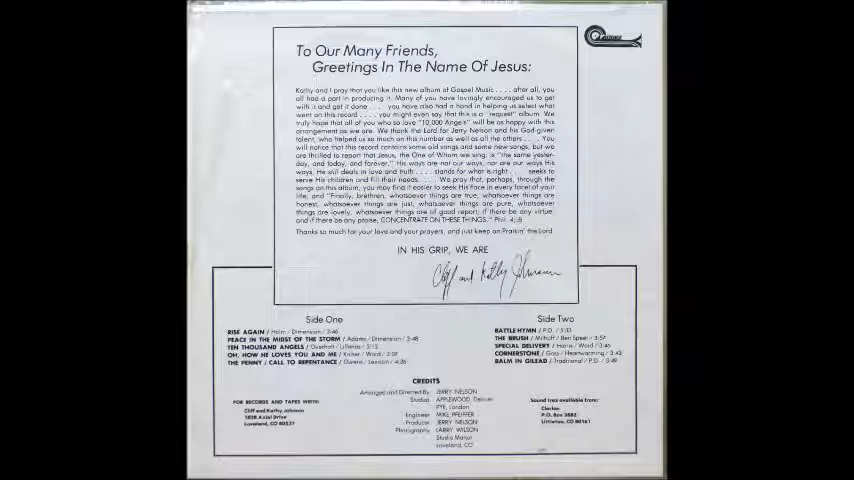 To Our Many Friends,
Greetings In The Name Of Jesus:
Kathy and I pray that you like this new album of Gospel Music . . . . after all, you
all had a part in producing it. Many of you have lovingly encouraged us to get
with it and get it done . . . you have also had a hand in helping us select what
went on this record . . . . you might even say that this is a "request" album. We
truly hope that all of you who so love "10,000 Angels" will be as happy with this
arrangement as we are. We thank the Lord for Jerry Nelson and his God-given
talent, who helped us so much on this number as well as all the others . . . . You
will notice that this record contains some old songs and some new songs, but we
are thrilled to report that Jesus, the One of Whom we sing, is "the same yester-
day, and today, and forever." His ways are not our ways, nor are our ways His
ways. He still deals in love and truth . . . . stands for what is right . . . seeks to
serve His children and fill their needs . . . . We pray that, perhaps, through the
songs on this album, you may find it easier to seek His Face in every facet of your
life, and "Finally, brethren, whatsoever things are true, whatsoever things are
honest, whatsoever things are just, whatsoever things are pure, whatsoever
things are lovely, whatsoever things are of good report; if there be any virtue
and if there be any praise, CONCENTRATE ON THESE THINGS." Phil. 4:8
Thanks so much for your love and your prayers, and just keep on Praisin' the Lord
IN HIS GRIP, WE ARE
Cliff and Kathy Johnson
Side One
RISE AGAIN / Holm / Dimension / 3:46
PEACE IN THE MIDST OF THE STORM / Adams / Dimension / 3:48
TEN THOUSAND ANGELS / Overholt / Lillenas / 5:12
OH, HOW HE LOVES YOU AND ME / Kaiser / Word / 3:02
THE PENNY / CALL TO REPENTANCE / Owens / Lexicon / 4:36
Side Two
BATTLE HYMN / P.D. / 5:33
THE BRUSH / Milhuff / Ben Speer / 3:57
SPECIAL DELIVERY / Harris / Word / 3:45
CORNERSTONE / Goss / Heartwarming / 3:43
BALM IN GILEAD / Traditional / P.D. / 3:49
CREDITS
Arranged and Directed By JERRY NELSON
Studios APPLEWOOD, Denver
PYE, London
Engineer MIKE PFEIFFER
Producer JERRY NELSON
Photography LARRY WILSON
Studio Manor
Loveland, CO
FOR RECORDS AND TAPES WRITE:
Cliff and Kathy Johnson
Drive
Loveland, CO 80537
Sound trax available from:
P.O. Box 2882
Littleton, CO 80161